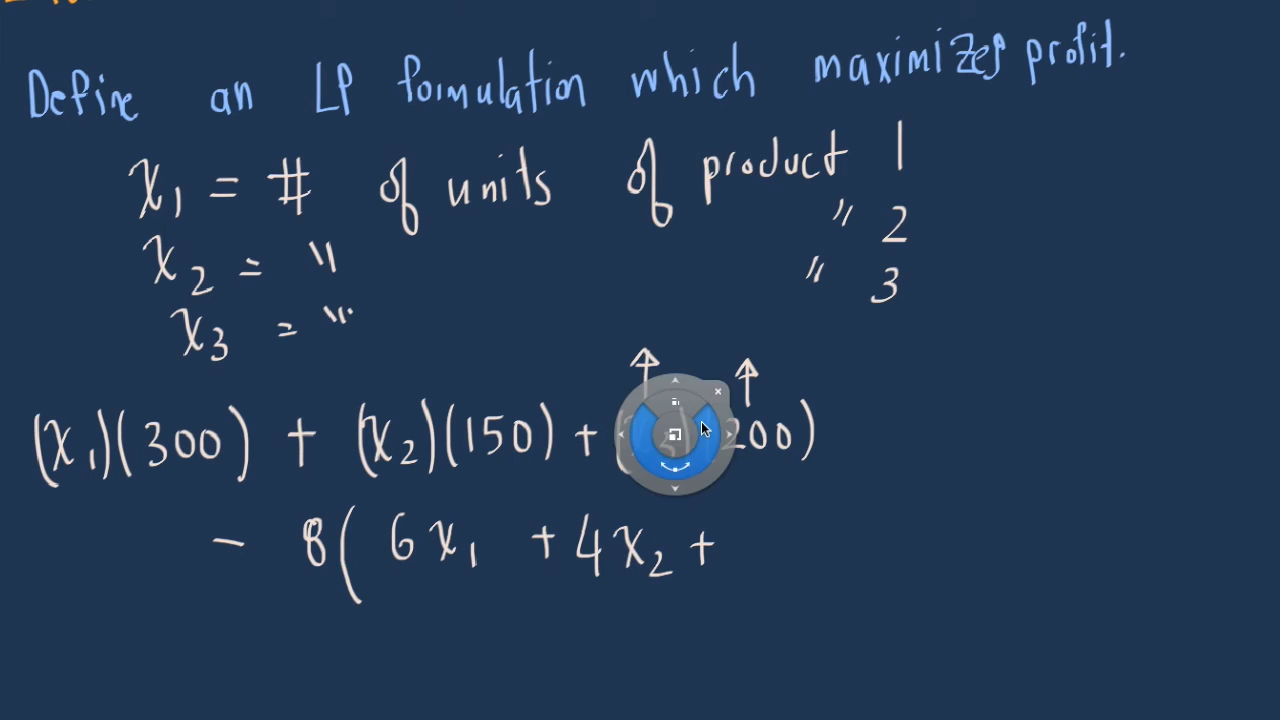 Define an LP formulation which maximizes profit.
x₁ = # of units of product 1
x₂ = " " 2
x₃ = " " 3
(x₁)(300) + (x₂)(150) + ( 200)
- 8( 6x₁ + 4x₂ +